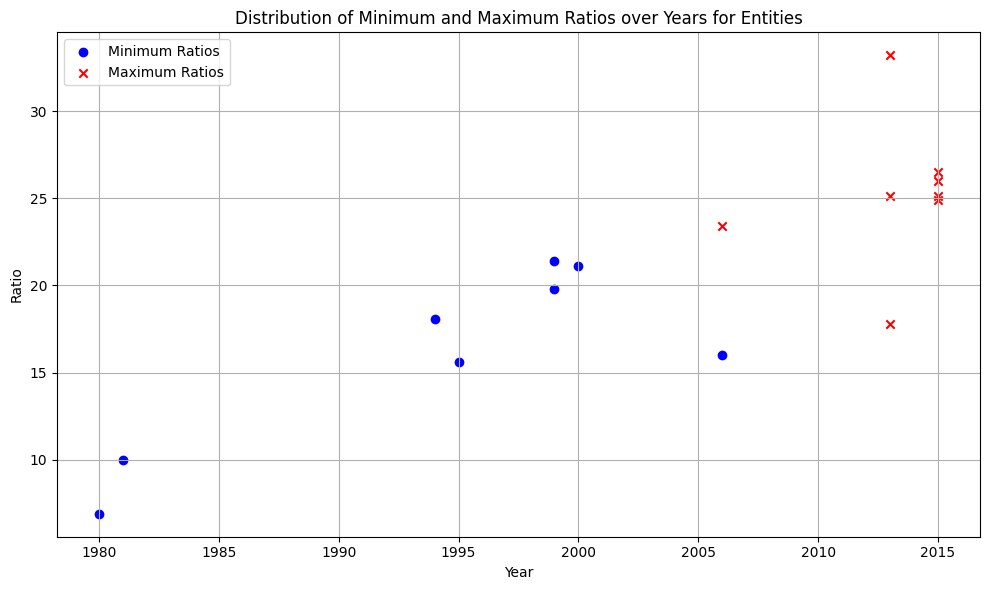 Distribution of Minimum and Maximum Ratios over Years for Entities
Minimum Ratios
Maximum Ratios
Ratio
30
25
20
15
10
1980 1985 1990 1995 2000 2005 2010 2015
Year